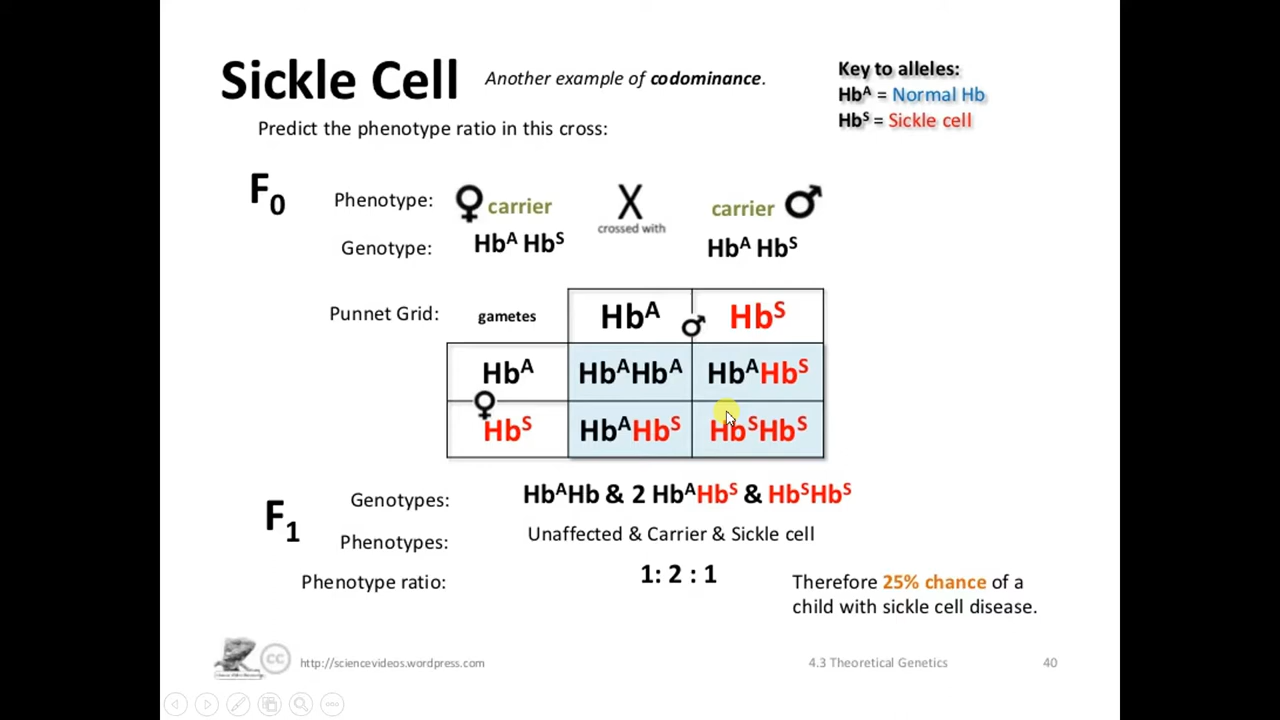 Sickle Cell Another example of codominance.
Key to alleles:
Hbᴬ = Normal Hb
Hbˢ = Sickle cell
Predict the phenotype ratio in this cross:
F₀
Phenotype: ♀ carrier X carrier ♂
crossed with
Genotype: Hbᴬ Hbˢ Hbᴬ Hbˢ
Punnet Grid: gametes Hbᴬ ♂ Hbˢ
Hbᴬ HbᴬHbᴬ HbᴬHbˢ
♀
Hbˢ HbᴬHbˢ HbˢHbˢ
F₁
Genotypes: HbᴬHb & 2 HbᴬHbˢ & HbˢHbˢ
Phenotypes: Unaffected & Carrier & Sickle cell
Phenotype ratio: 1: 2 : 1
Therefore 25% chance of a
child with sickle cell disease.
cc http://sciencevideos.wordpress.com 4.3 Theoretical Genetics 40